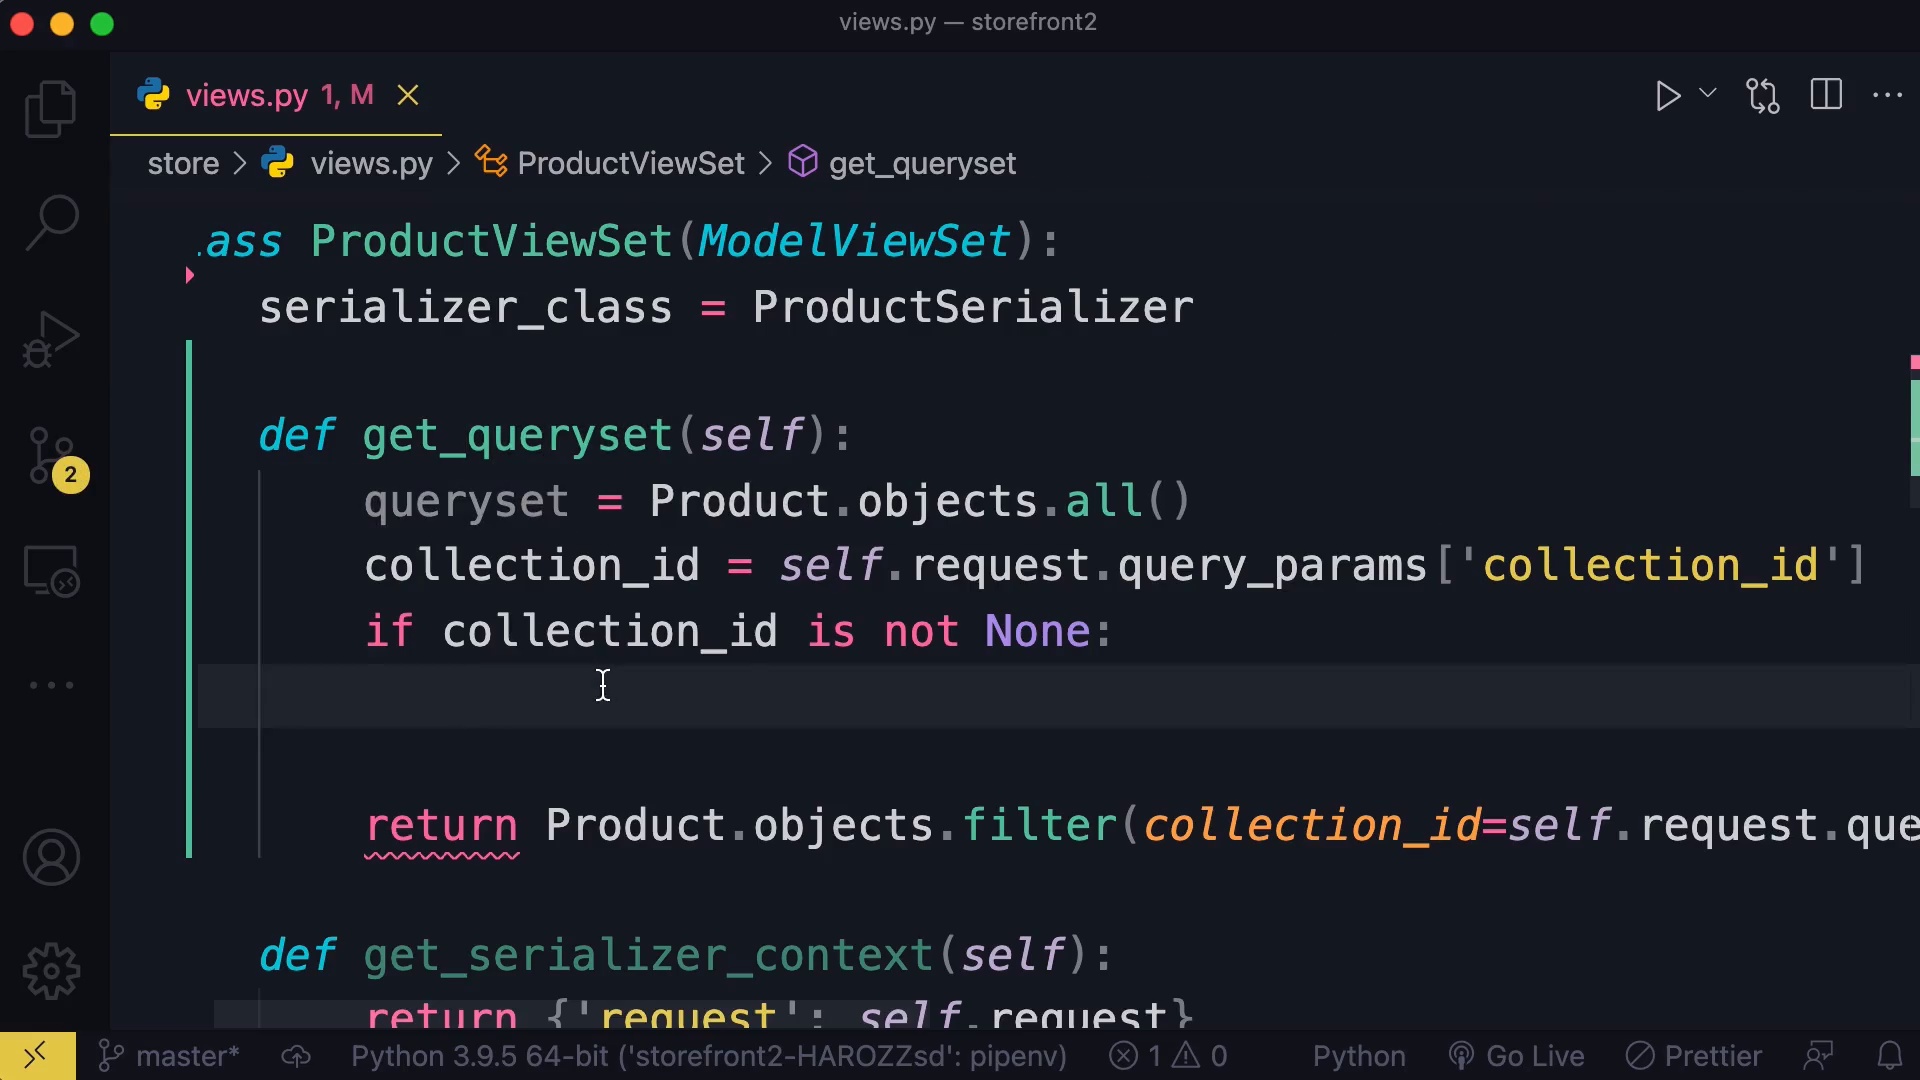 views.py — storefront2
views.py 1, M
store > views.py > ProductViewSet > get_queryset
ass ProductViewSet(ModelViewSet):
serializer_class = ProductSerializer
def get_queryset(self):
queryset = Product.objects.all()
collection_id = self.request.query_params['collection_id']
if collection_id is not None:
return Product.objects.filter(collection_id=self.request.que
def get_serializer_context(self):
return {'request': self.request}
2
master* Python 3.9.5 64-bit ('storefront2-HAROZZsd': pipenv) 1 0 Python Go Live Prettier